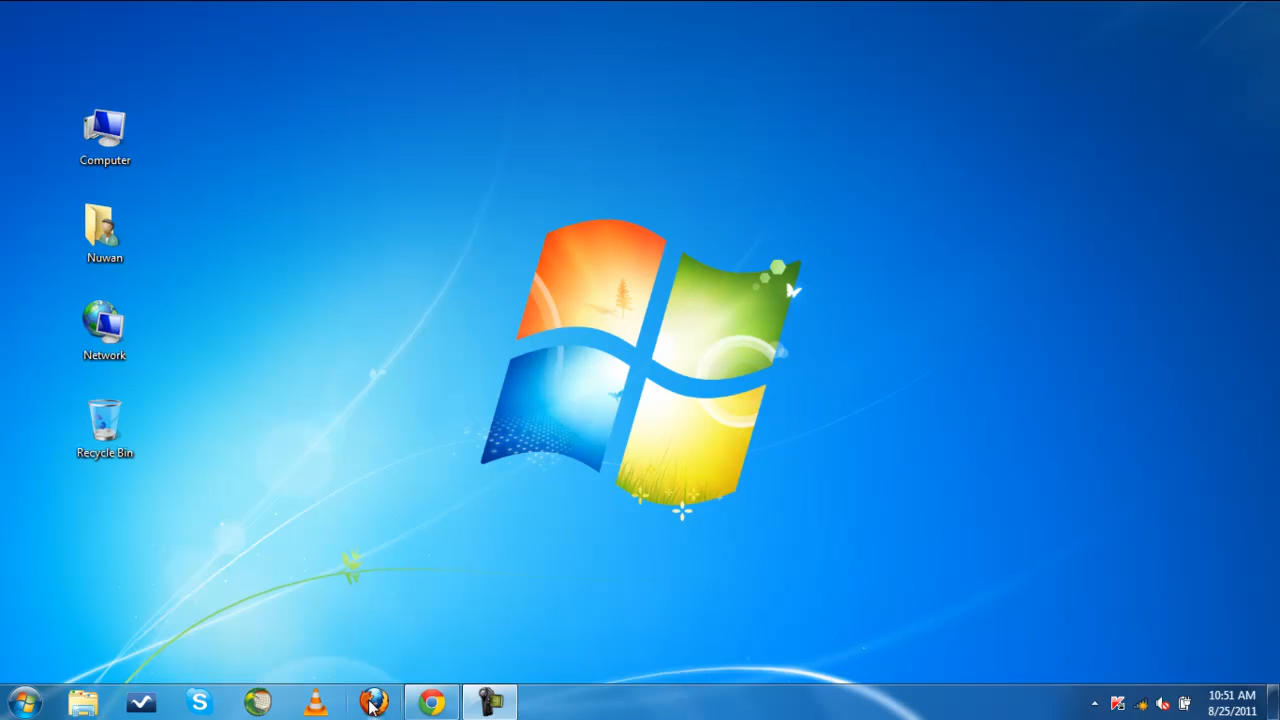 Computer
Nuwan
Network
Recycle Bin
10:51 AM
8/25/2011